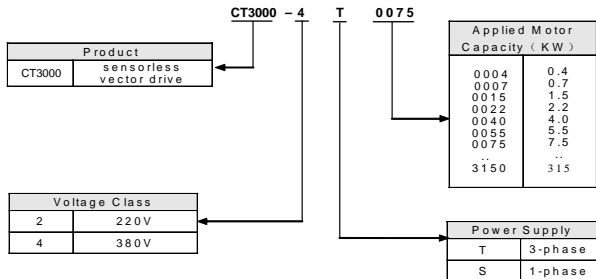 CT3000 – 4 T 0075
Product
CT3000 sensorless
vector drive
Applied Motor
Capacity（KW）
0004 0.4
0007 0.7
0015 1.5
0022 2.2
0040 4.0
0055 5.5
0075 7.5
.. ..
3150 315
Voltage Class
2 220V
4 380V
Power Supply
T 3-phase
S 1-phase